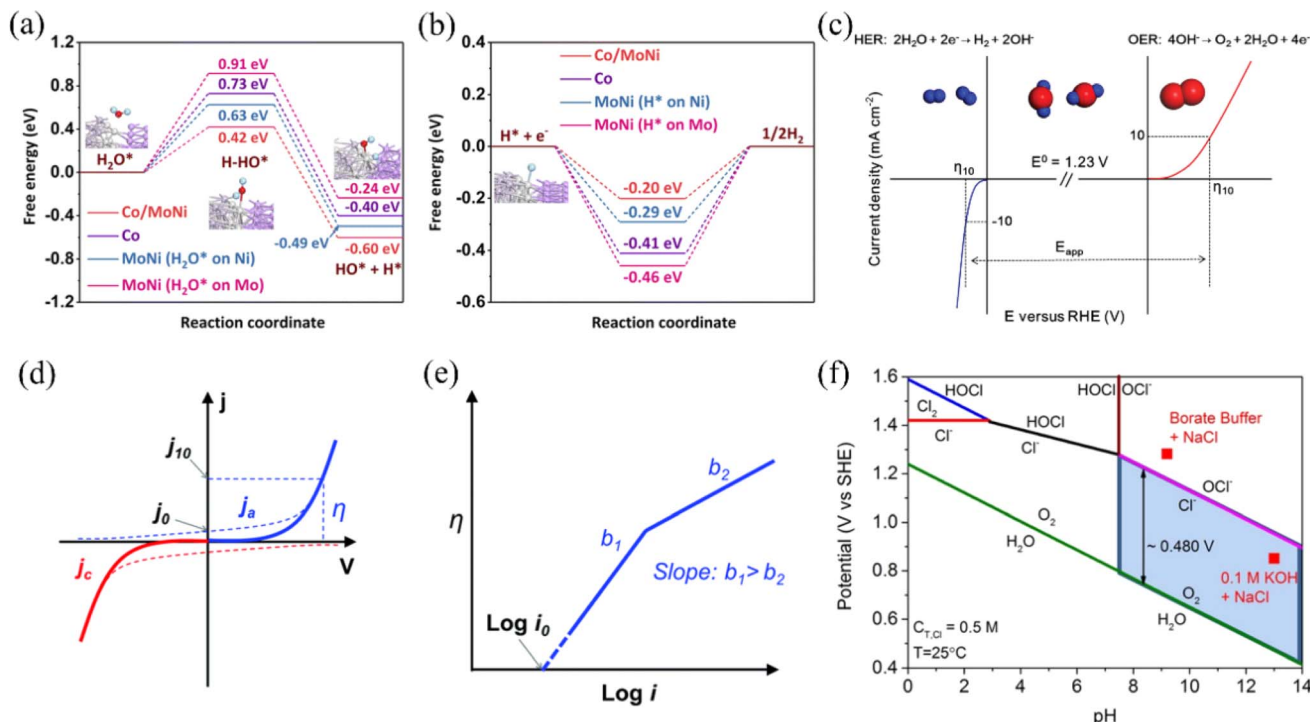 (a)
Free energy (eV)
1.2
0.8
0.4
0.0
-0.4
-0.8
-1.2
0.91 eV
0.73 eV
0.63 eV
0.42 eV
H₂O*
H-HO*
-0.24 eV
-0.40 eV
-0.49 eV
-0.60 eV
HO* + H*
Co/MoNi
Co
MoNi (H₂O* on Ni)
MoNi (H₂O* on Mo)
Reaction coordinate
(b)
Free energy (eV)
0.4
0.2
0.0
-0.2
-0.4
-0.6
Co/MoNi
Co
MoNi (H* on Ni)
MoNi (H* on Mo)
H* + e⁻
1/2H₂
-0.20 eV
-0.29 eV
-0.41 eV
-0.46 eV
Reaction coordinate
(c)
HER: 2H₂O + 2e⁻→ H₂ + 2OH⁻
OER: 4OH⁻→ O₂ + 2H₂O + 4e⁻
Current density (mA cm⁻²)
10
η₁₀
E⁰ = 1.23 V
η₁₀
-10
E_app
E versus RHE (V)
(d)
j
j₁₀
j₀
jₐ
η
j_c
V
(e)
η
b₂
b₁
Slope: b₁> b₂
Log i₀
Log i
(f)
Potential (V vs SHE)
1.6
1.4
1.2
1.0
0.8
0.6
0.4
HOCl
Cl₂
Cl⁻
HOCl
Cl⁻
HOCl
OCl⁻
Borate Buffer
+ NaCl
OCl⁻
Cl⁻
O₂
H₂O
~ 0.480 V
0.1 M KOH
+ NaCl
O₂
H₂O
C_T,Cl = 0.5 M
T=25°C
0
2
4
6
8
10
12
14
pH